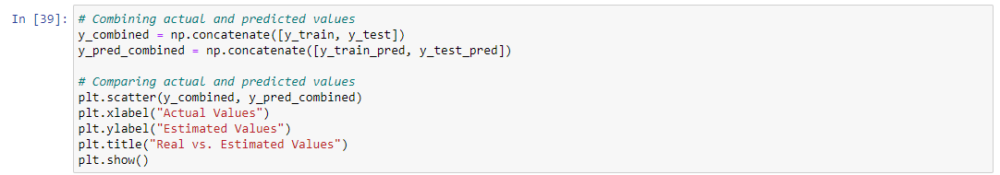 In [39]: # Combining actual and predicted values
y_combined = np.concatenate([y_train, y_test])
y_pred_combined = np.concatenate([y_train_pred, y_test_pred])

# Comparing actual and predicted values
plt.scatter(y_combined, y_pred_combined)
plt.xlabel("Actual Values")
plt.ylabel("Estimated Values")
plt.title("Real vs. Estimated Values")
plt.show()